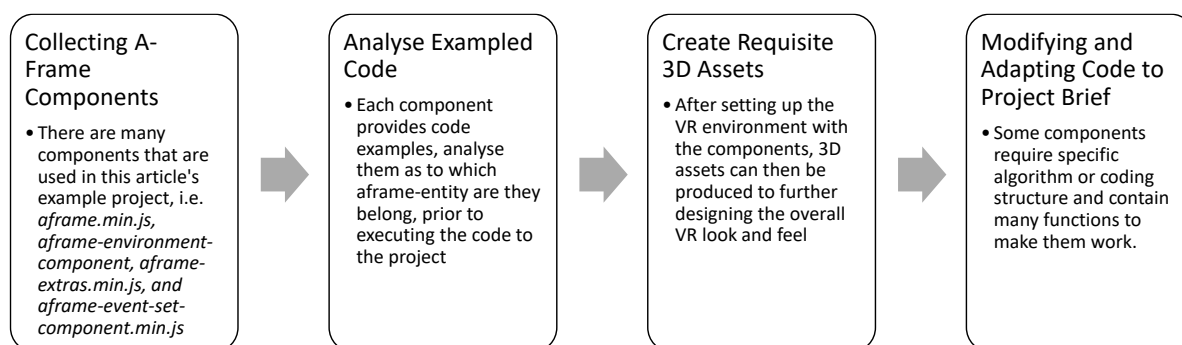 Collecting A-
Frame
Components
• There are many
components that are
used in this article's
example project, i.e.
aframe.min.js,
aframe-environment-
component, aframe-
extras.min.js, and
aframe-event-set-
component.min.js
Analyse Exampled
Code
• Each component
provides code
examples, analyse
them as to which
aframe-entity are they
belong, prior to
executing the code to
the project
Create Requisite
3D Assets
• After setting up the
VR environment with
the components, 3D
assets can then be
produced to further
designing the overall
VR look and feel
Modifying and
Adapting Code to
Project Brief
• Some components
require specific
algorithm or coding
structure and contain
many functions to
make them work.